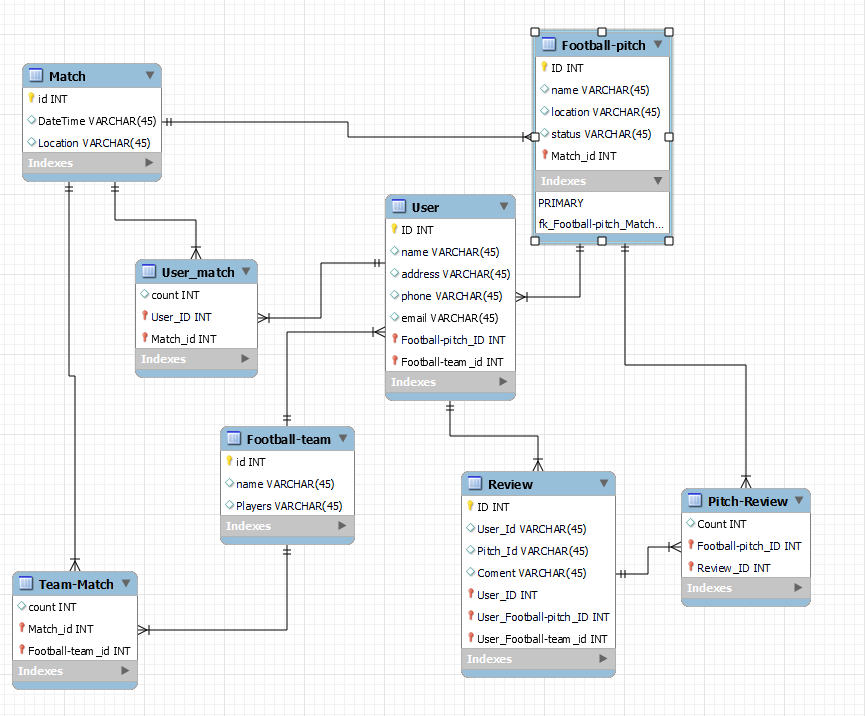 Match
id INT
DateTime VARCHAR(45)
Location VARCHAR(45)
Indexes
Football-pitch
ID INT
name VARCHAR(45)
location VARCHAR(45)
status VARCHAR(45)
Match_id INT
Indexes
PRIMARY
fk_Football-pitch_Match...
User_match
count INT
User_ID INT
Match_id INT
Indexes
User
ID INT
name VARCHAR(45)
address VARCHAR(45)
phone VARCHAR(45)
email VARCHAR(45)
Football-pitch_ID INT
Football-team_id INT
Indexes
Football-team
id INT
name VARCHAR(45)
Players VARCHAR(45)
Indexes
Review
ID INT
User_Id VARCHAR(45)
Pitch_Id VARCHAR(45)
Coment VARCHAR(45)
User_ID INT
User_Football-pitch_ID INT
User_Football-team_id INT
Indexes
Pitch-Review
Count INT
Football-pitch_ID INT
Review_ID INT
Indexes
Team-Match
count INT
Match_id INT
Football-team_id INT
Indexes